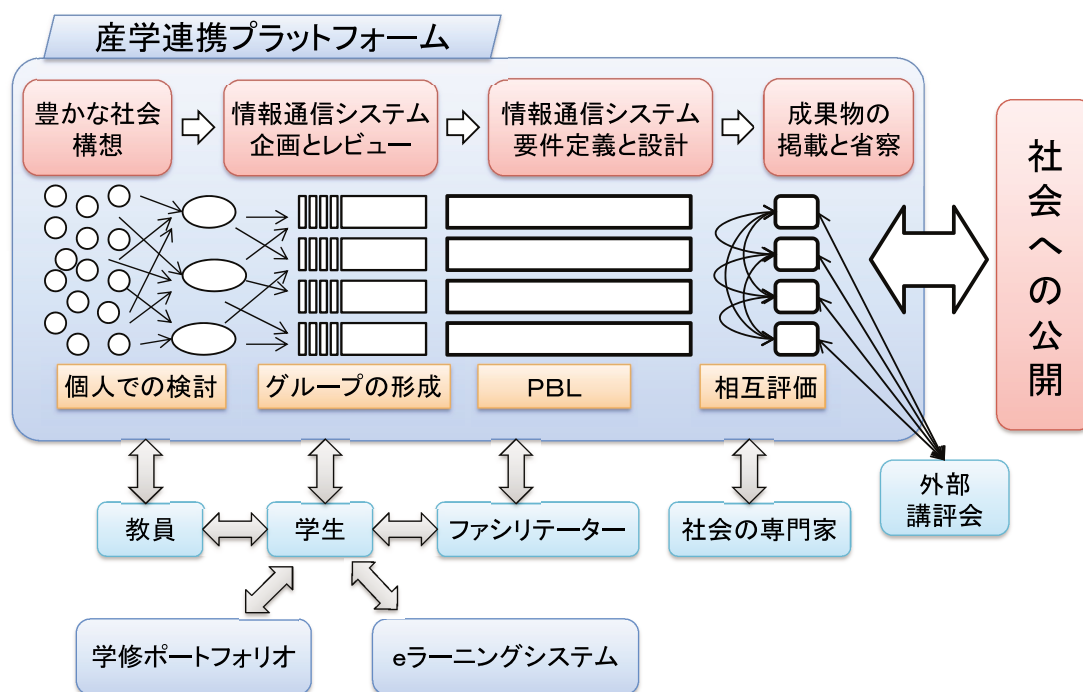 産学連携プラットフォーム
豊かな社会
構想
情報通信システム
企画とレビュー
情報通信システム
要件定義と設計
成果物の
掲載と省察
社会への公開
個人での検討
グループの形成
PBL
相互評価
外部
講評会
教員
学生
ファシリテーター
社会の専門家
学修ポートフォリオ
eラーニングシステム